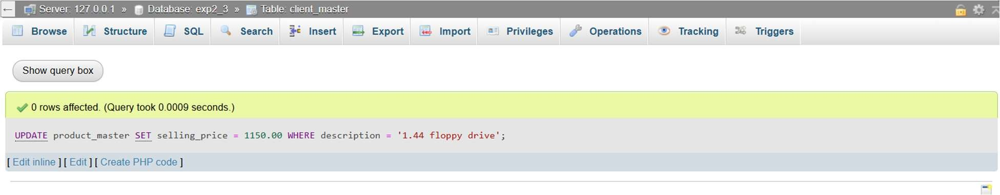 Server: 127.0.0.1 » Database: exp2_3 » Table: client_master
Browse Structure SQL Search Insert Export Import Privileges Operations Tracking Triggers
Show query box
0 rows affected. (Query took 0.0009 seconds.)
UPDATE product_master SET selling_price = 1150.00 WHERE description = '1.44 floppy drive';
[ Edit inline ] [ Edit ] [ Create PHP code ]